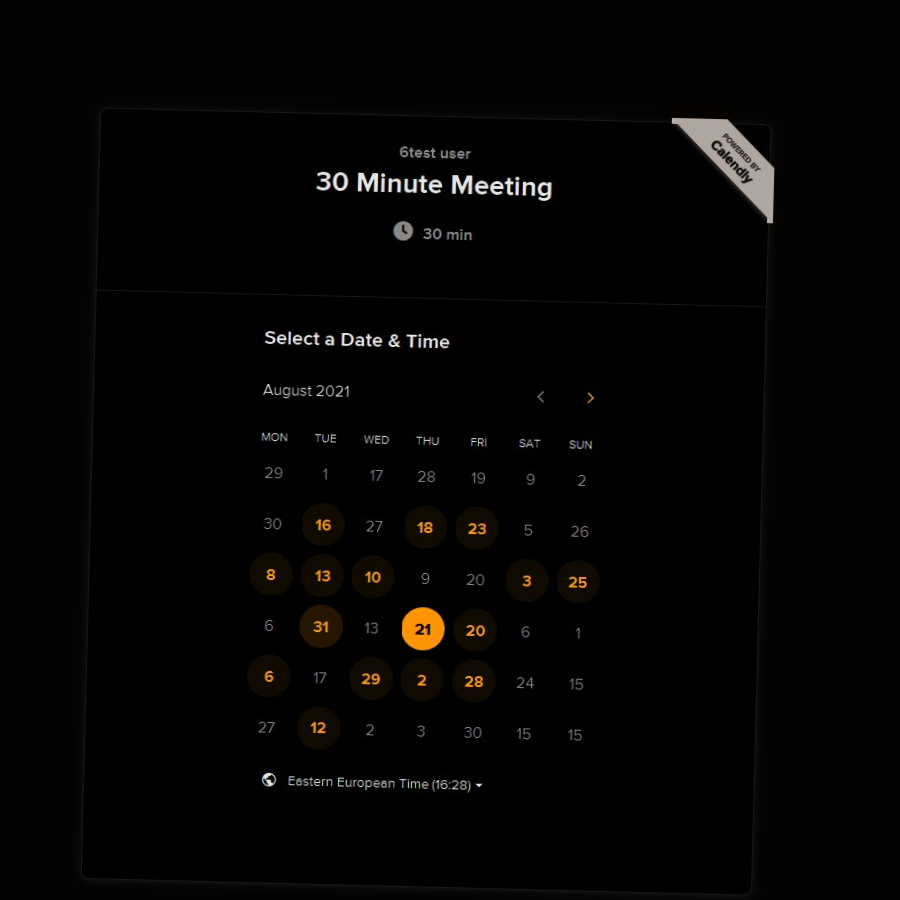 POWERED BY
Calendly
6test user
30 Minute Meeting
30 min
Select a Date & Time
August 2021
MON TUE WED THU FRI SAT SUN
29 1 17 28 19 9 2
30 16 27 18 23 5 26
8 13 10 9 20 3 25
6 31 13 21 20 6 1
6 17 29 2 28 24 15
27 12 2 3 30 15 15
Eastern European Time (16:28)